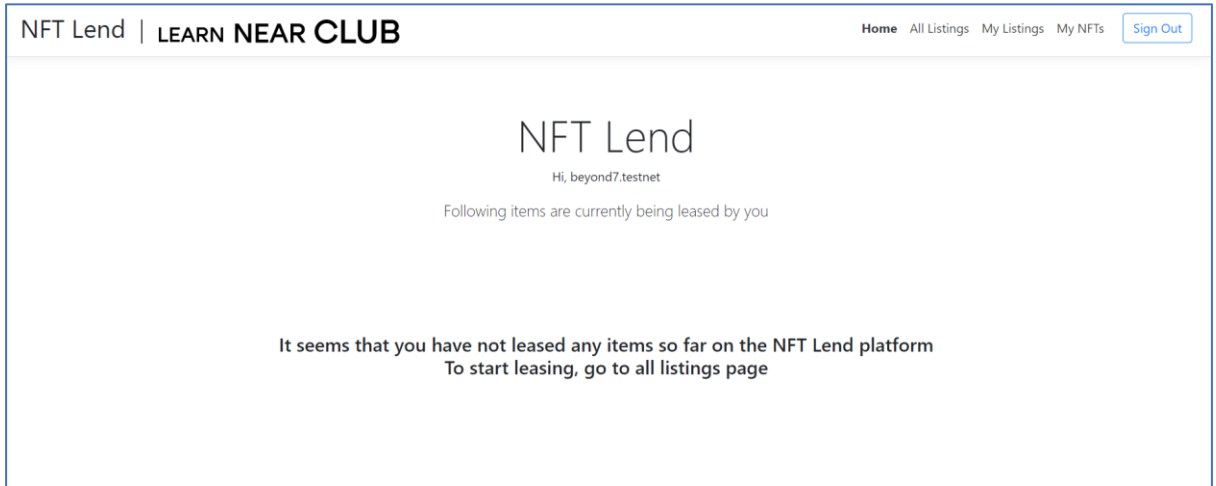 NFT Lend | LEARN NEAR CLUB
Home All Listings My Listings My NFTs Sign Out
NFT Lend
Hi, beyond7.testnet
Following items are currently being leased by you
It seems that you have not leased any items so far on the NFT Lend platform
To start leasing, go to all listings page